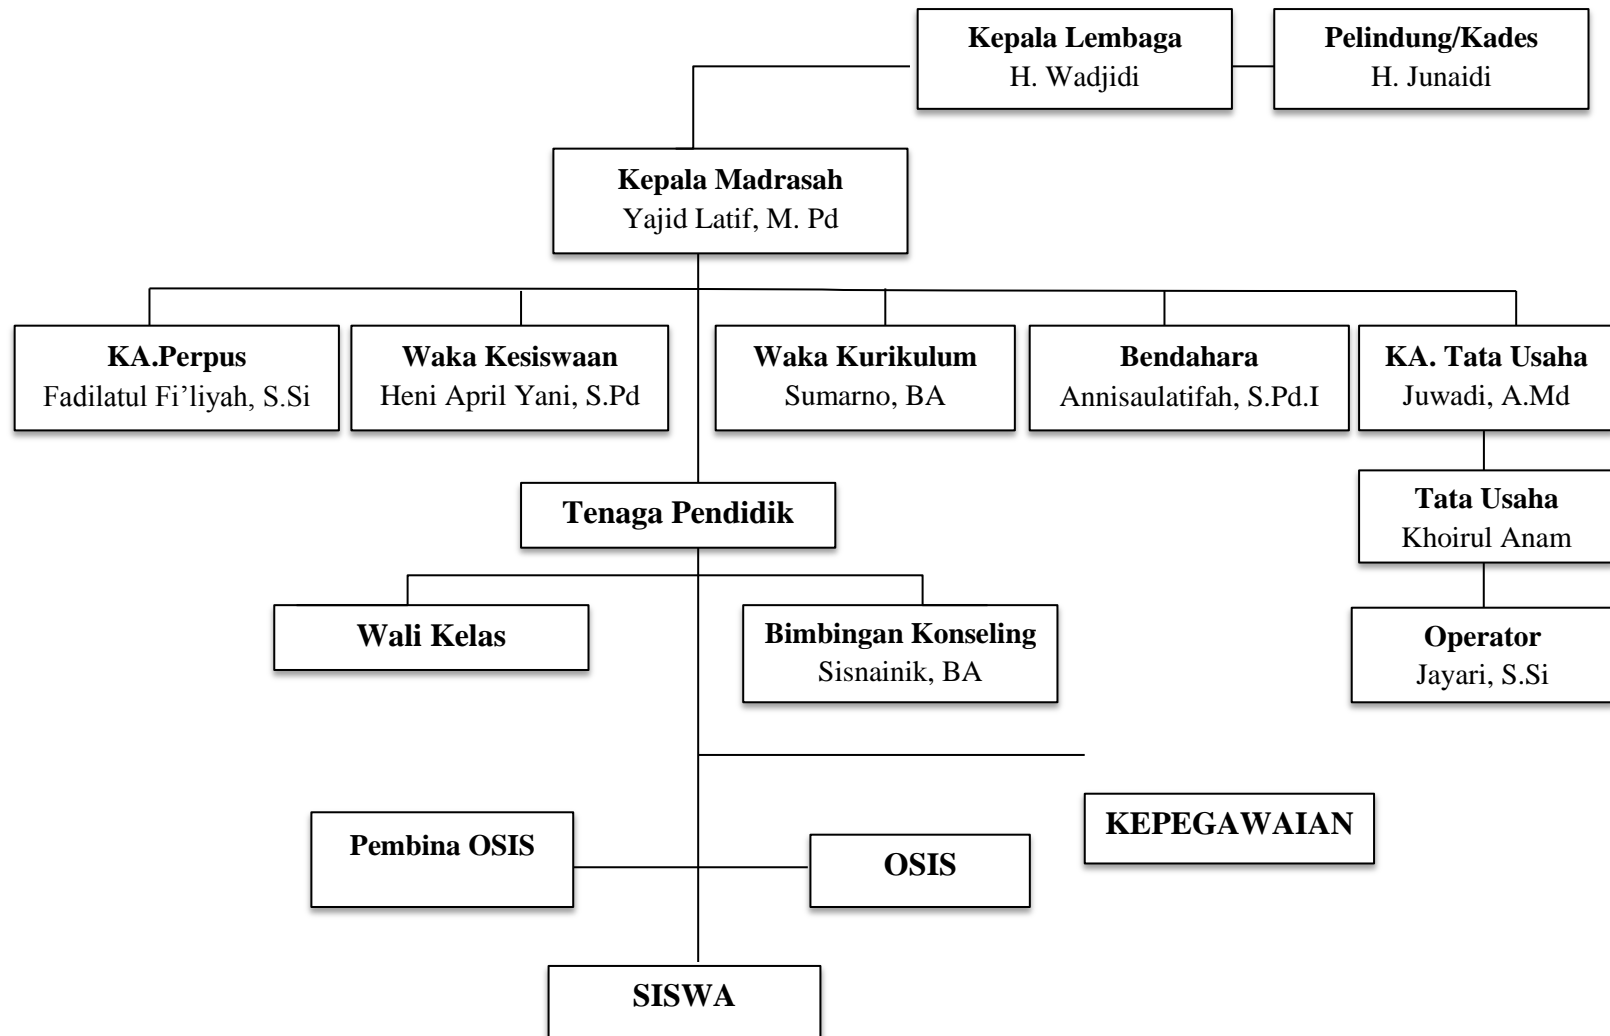 Kepala Lembaga
H. Wadjidi
Pelindung/Kades
H. Junaidi
Kepala Madrasah
Yajid Latif, M. Pd
KA.Perpus
Fadilatul Fi’liyah, S.Si
Waka Kesiswaan
Heni April Yani, S.Pd
Waka Kurikulum
Sumarno, BA
Bendahara
Annisaulatifah, S.Pd.I
KA. Tata Usaha
Juwadi, A.Md
Tenaga Pendidik
Tata Usaha
Khoirul Anam
Wali Kelas
Bimbingan Konseling
Sisnainik, BA
Operator
Jayari, S.Si
KEPEGAWAIAN
Pembina OSIS
OSIS
SISWA